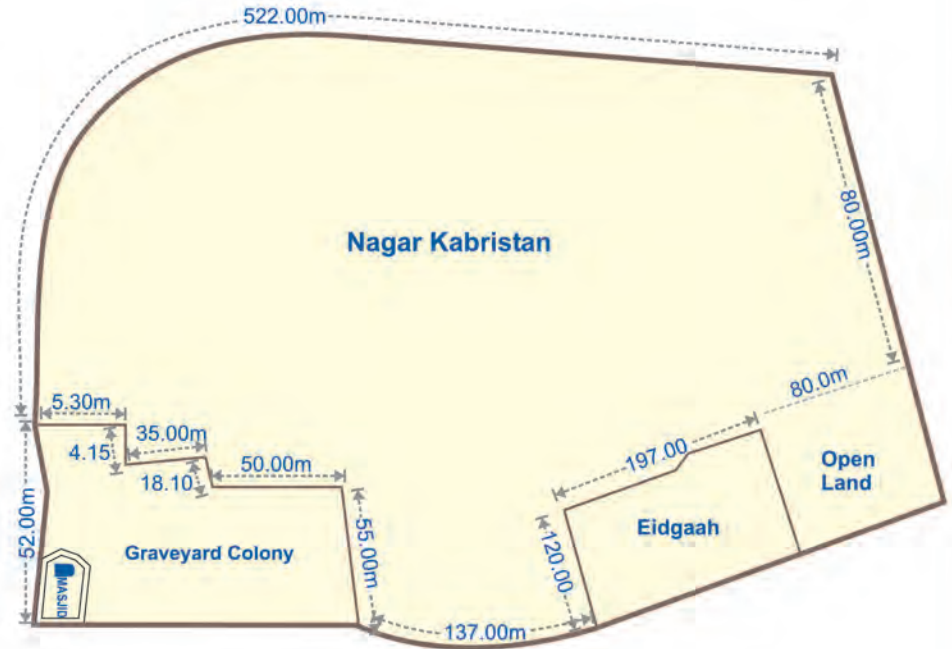 522.00m
Nagar Kabristan
80.00m
80.0m
5.30m
4.15
35.00m
18.10
50.00m
197.00
Open
Land
52.00m
Graveyard Colony
55.00m
120.00
Eidgaah
MASJID
137.00m